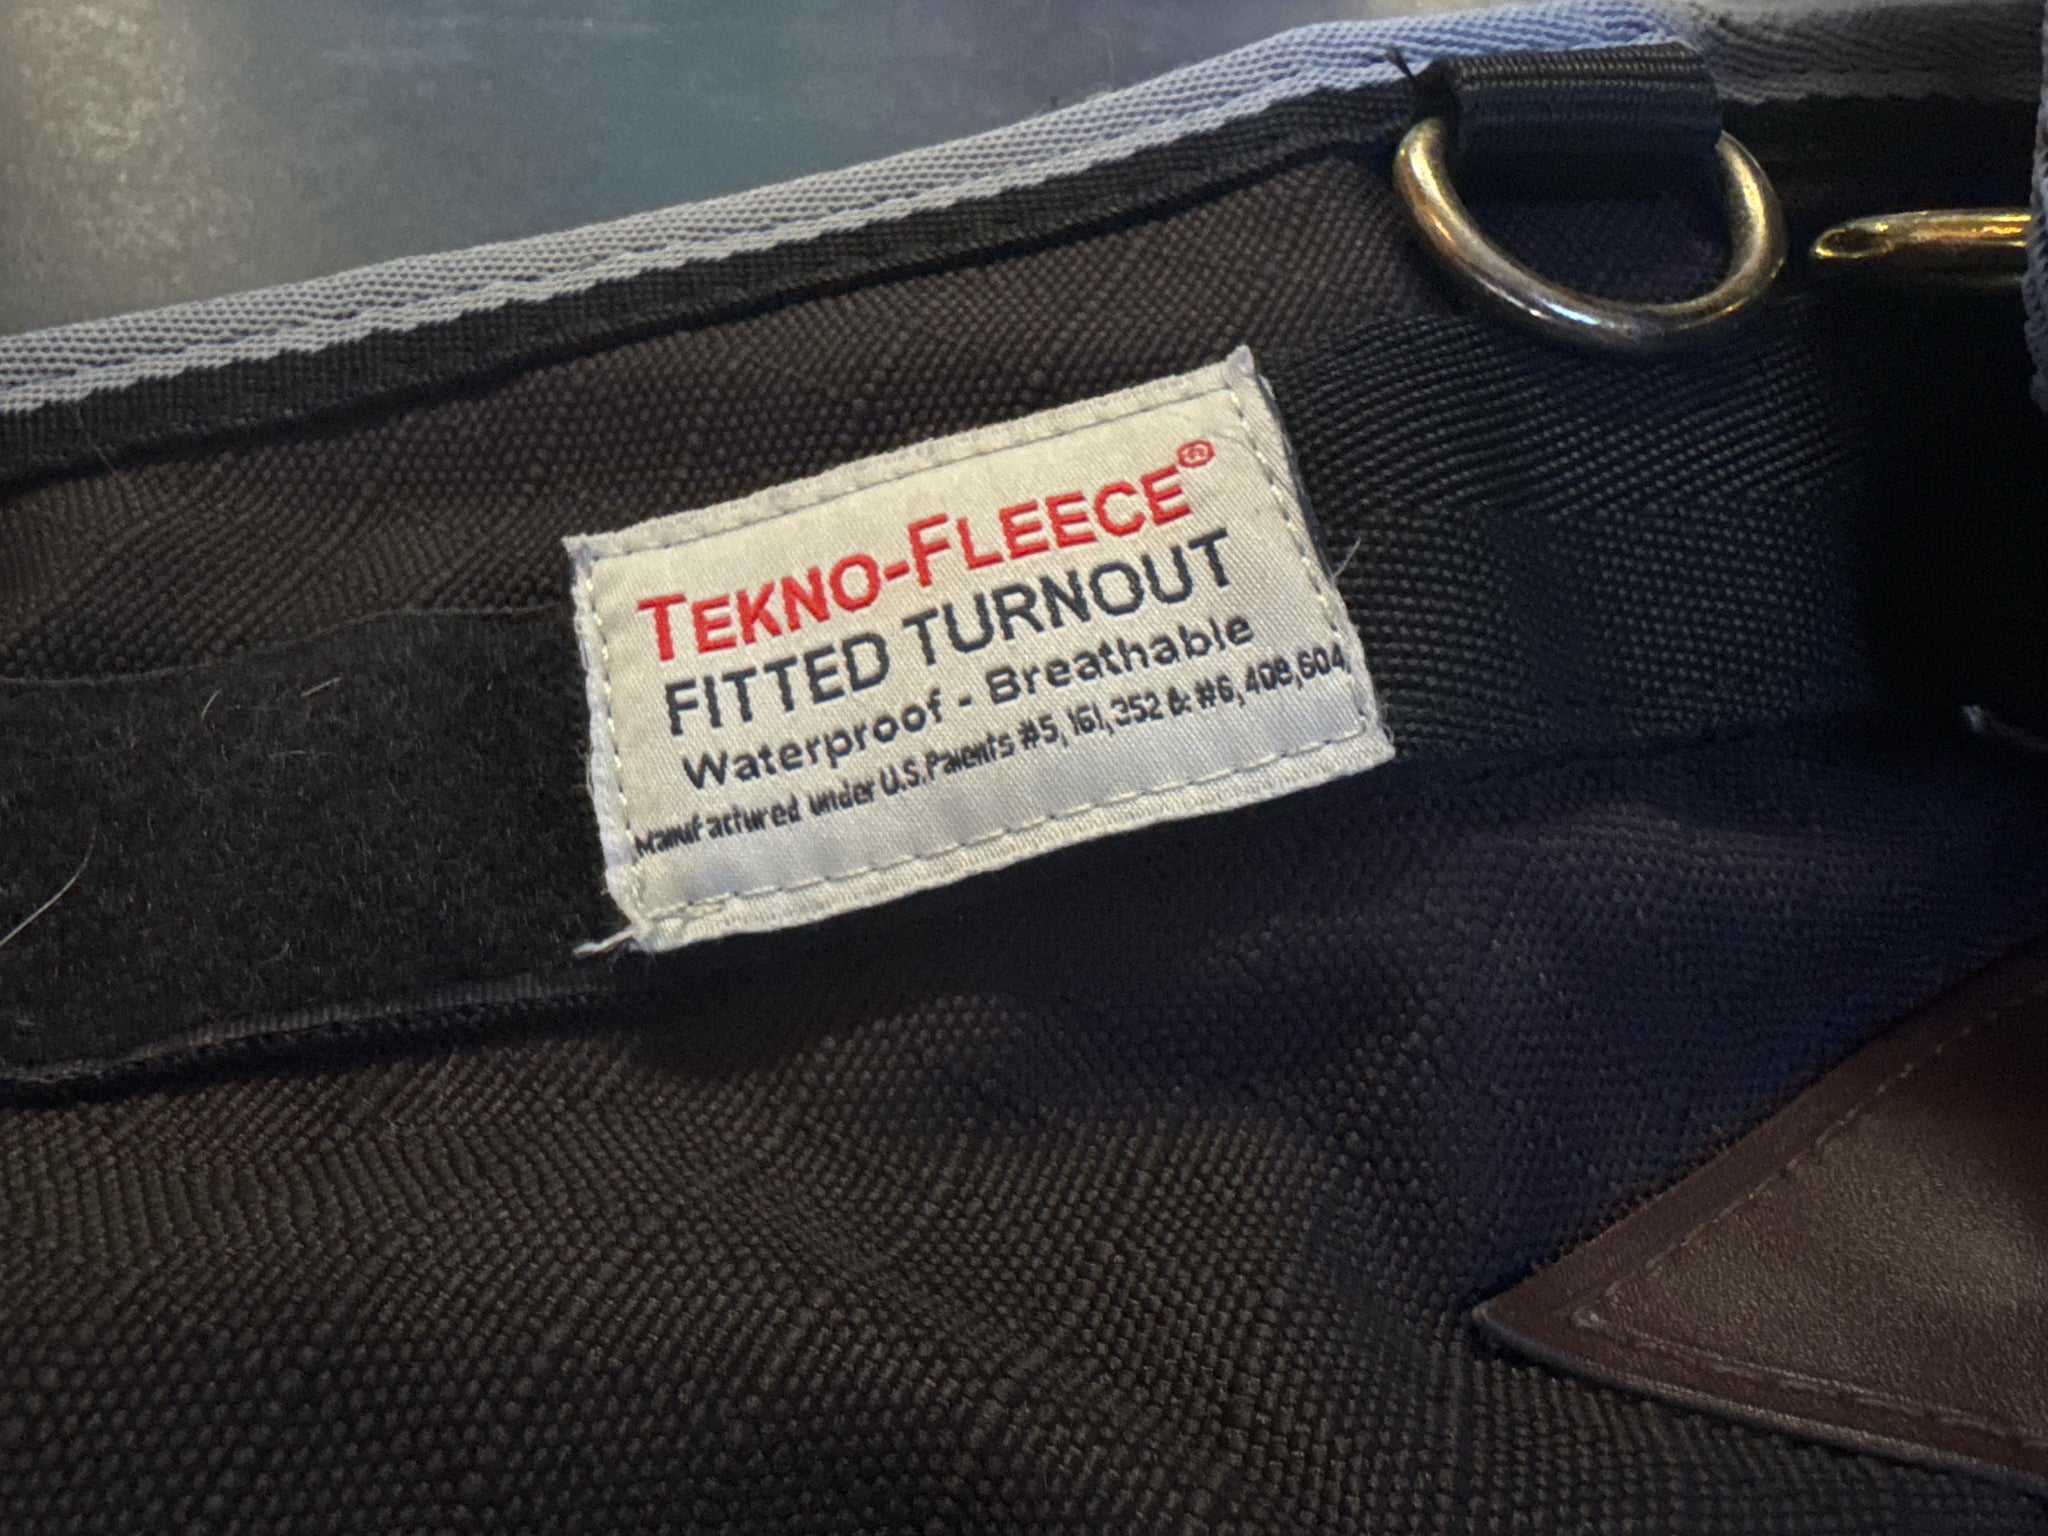 TEKNO-FLEECE®
FITTED TURNOUT
Waterproof - Breathable
Manufactured under U.S. Patents #5,161,352 & #6,408,604